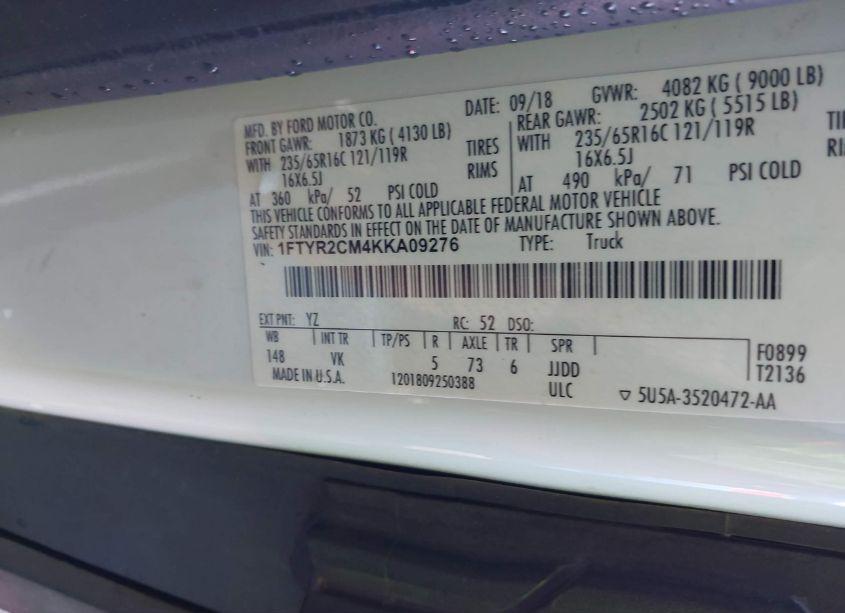 MFD. BY FORD MOTOR CO. DATE: 09/18 GVWR: 4082 KG ( 9000 LB)
FRONT GAWR: 1873 KG ( 4130 LB) REAR GAWR: 2502 KG ( 5515 LB)
WITH 235/65R16C 121/119R TIRES WITH 235/65R16C 121/119R
16X6.5J RIMS 16X6.5J
AT 360 kPa/ 52 PSI COLD AT 490 kPa/ 71 PSI COLD
THIS VEHICLE CONFORMS TO ALL APPLICABLE FEDERAL MOTOR VEHICLE
SAFETY STANDARDS IN EFFECT ON THE DATE OF MANUFACTURE SHOWN ABOVE.
VIN: 1FTYR2CM4KKA09276 TYPE: Truck
EXT PNT: YZ RC: 52 DSO:
WB INT TR TP/PS R AXLE TR SPR
148 VK 5 73 6 JJDD
F0899
T2136
MADE IN U.S.A. 1201809250388 ULC ▽ 5U5A-3520472-AA